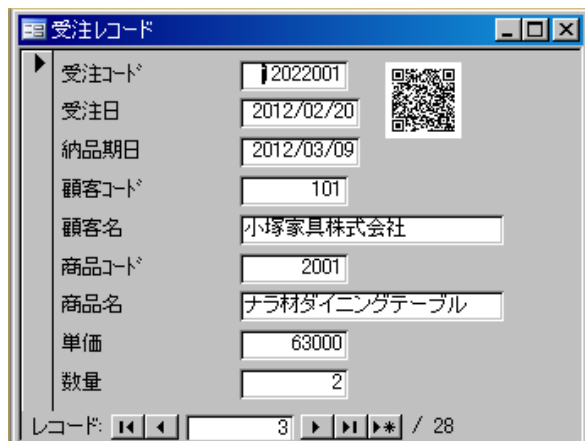 受注レコード
受注コード 12022001
受注日 2012/02/20
納品期日 2012/03/09
顧客コード 101
顧客名 小塚家具株式会社
商品コード 2001
商品名 ナラ材ダイニングテーブル
単価 63000
数量 2
レコード: 3 / 28